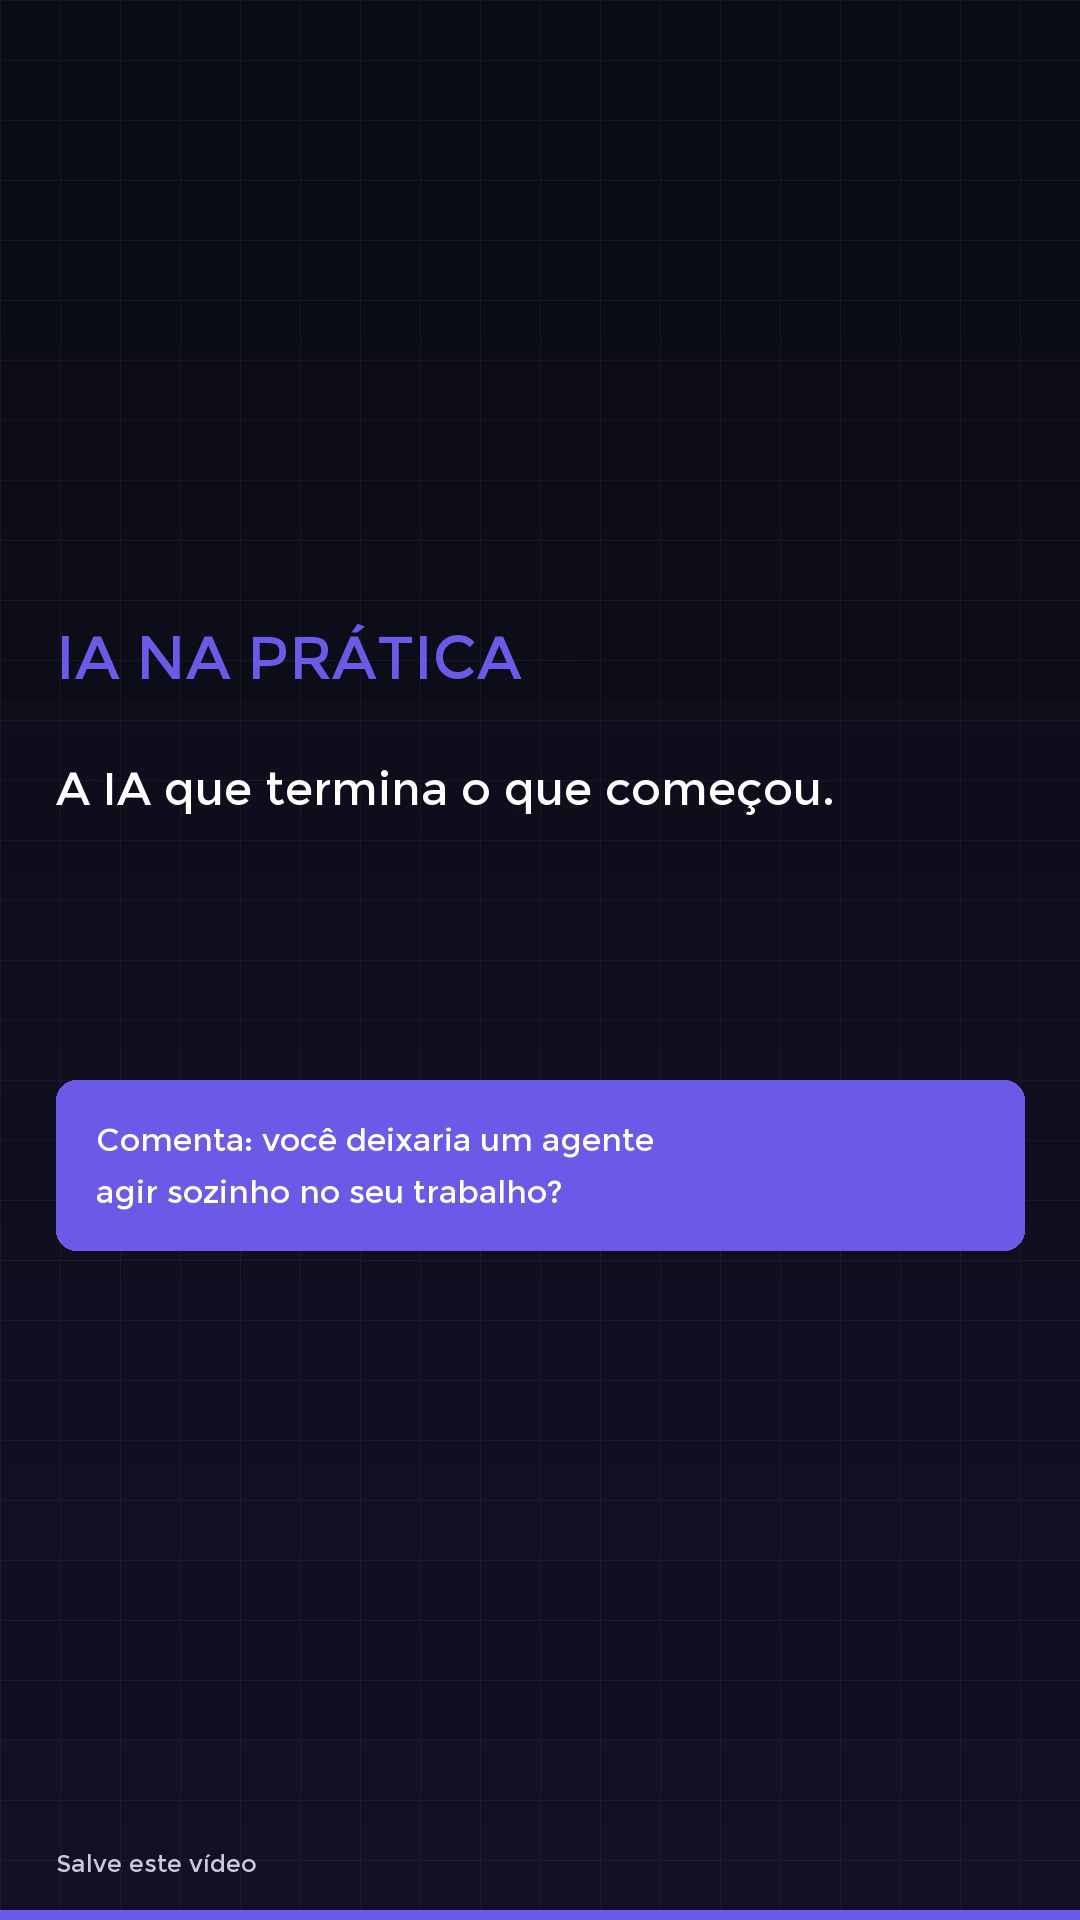 IA NA PRÁTICA
A IA que termina o que começou.
Comenta: você deixaria um agente
agir sozinho no seu trabalho?
Salve este vídeo